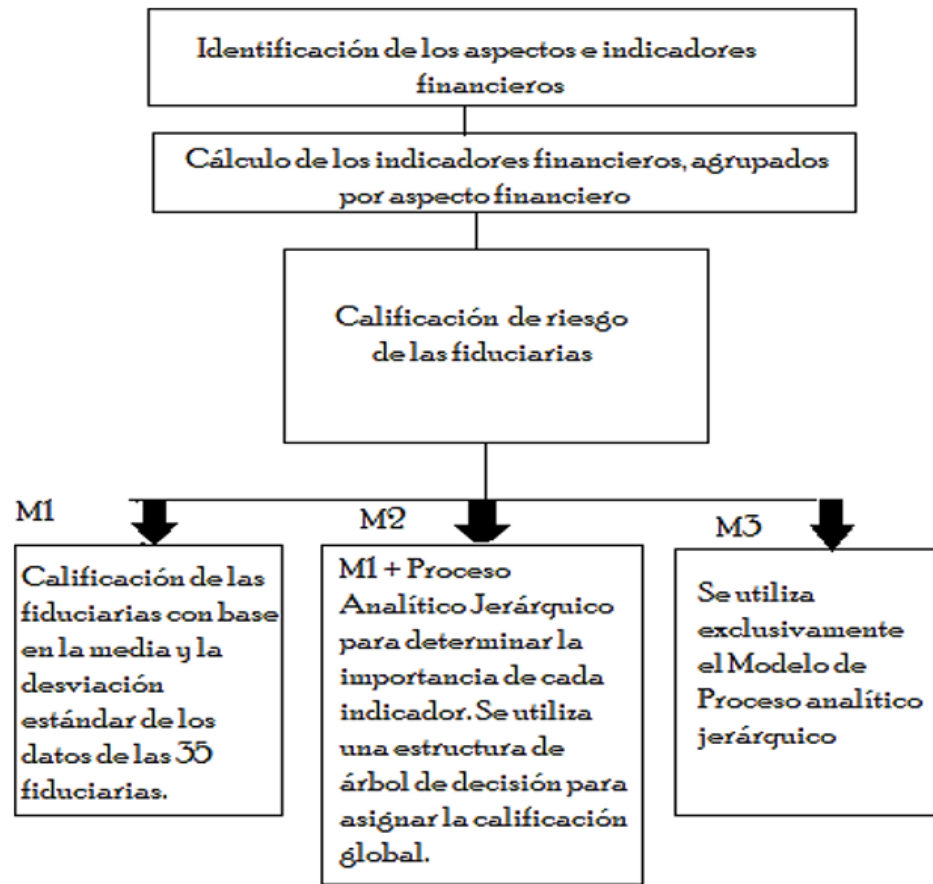 Identificación de los aspectos e indicadores
financieros
Cálculo de los indicadores financieros, agrupados
por aspecto financiero
Calificación de riesgo
de las fiduciarias
M1
Calificación de las
fiduciarias con base
en la media y la
desviación
estándar de los
datos de las 35
fiduciarias.
M2
M1 + Proceso
Analítico Jerárquico
para determinar la
importancia de cada
indicador. Se utiliza
una estructura de
árbol de decisión para
asignar la calificación
global.
M3
Se utiliza
exclusivamente
el Modelo de
Proceso analítico
jerárquico